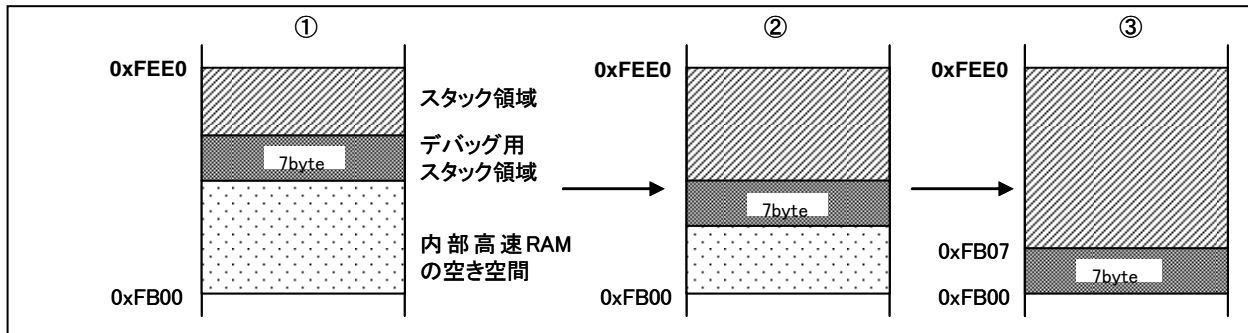 ①
0xFEE0
スタック領域
デバッグ用
スタック領域
7byte
内部高速RAM
の空き空間
0xFB00
②
0xFEE0
7byte
0xFB00
③
0xFEE0
0xFB07
7byte
0xFB00